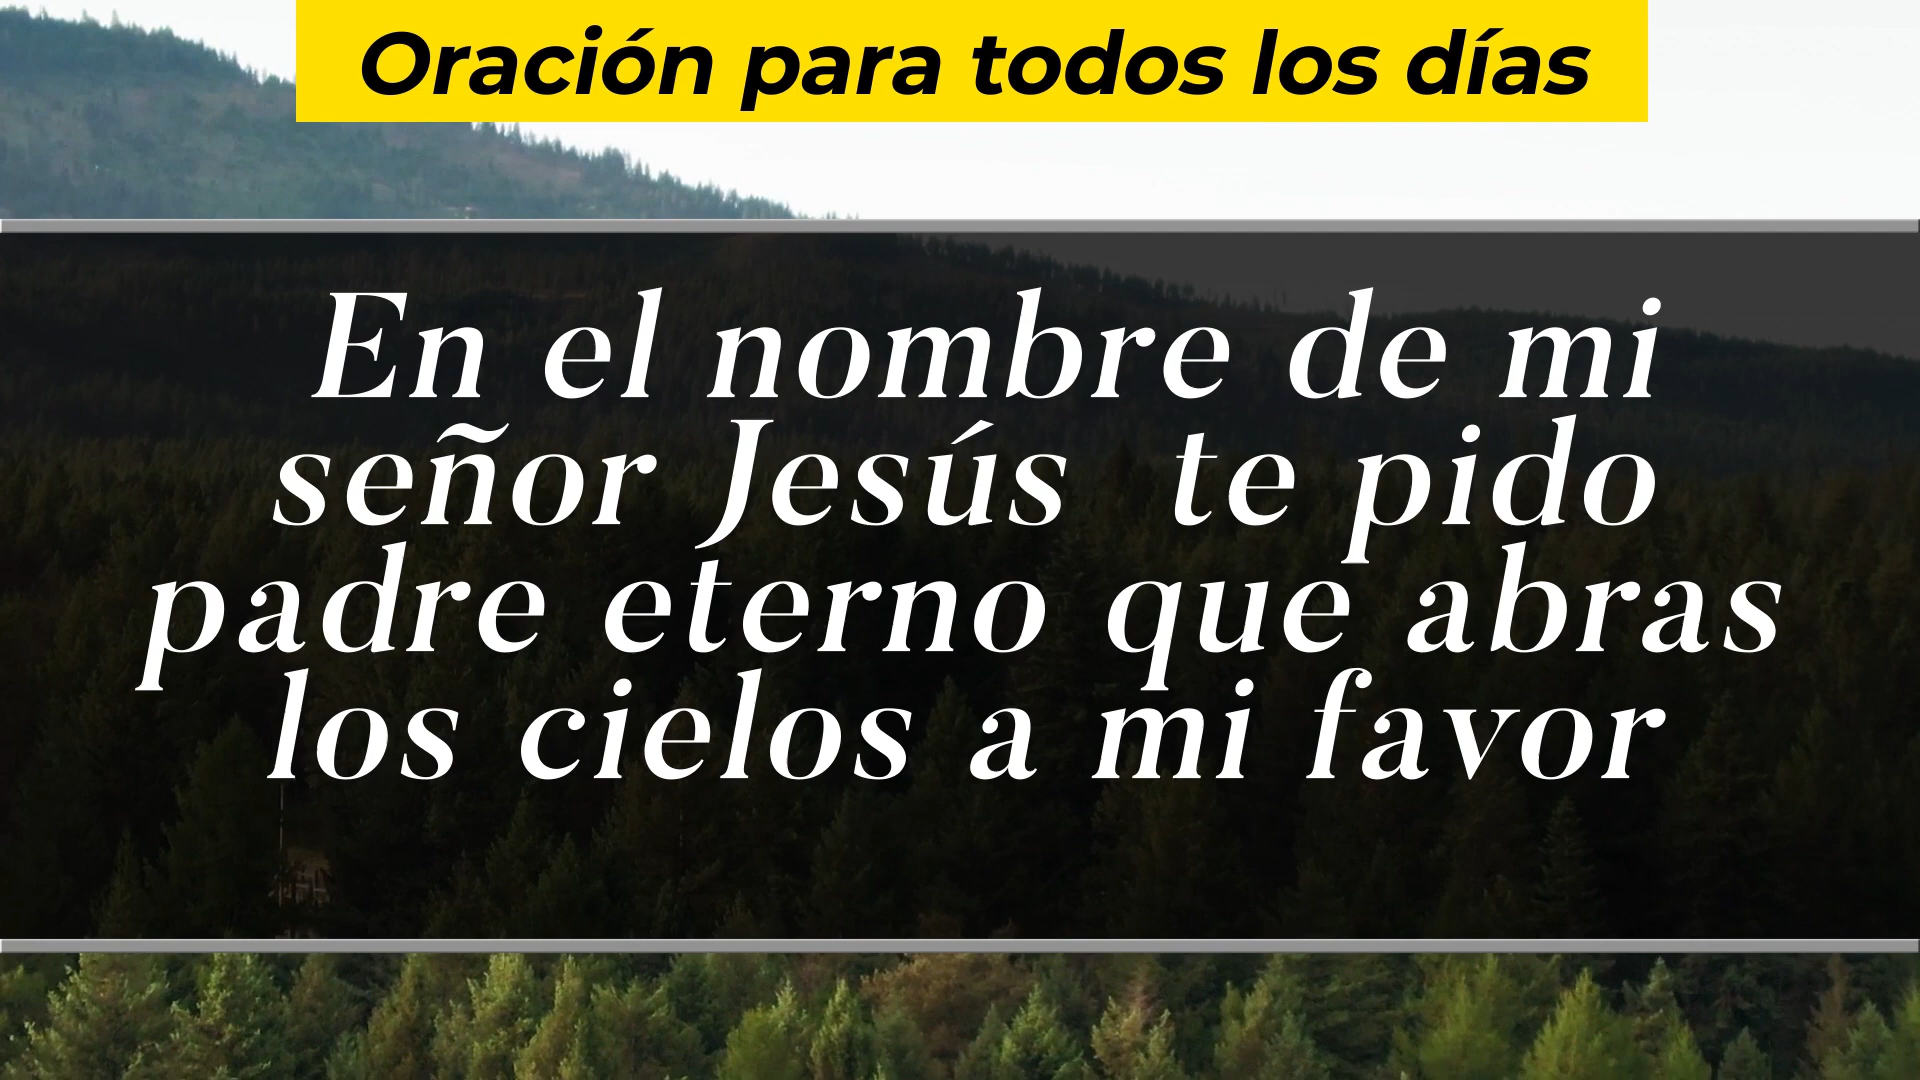 Oración para todos los días
En el nombre de mi
señor Jesús  te pido
padre eterno que abras
los cielos a mi favor